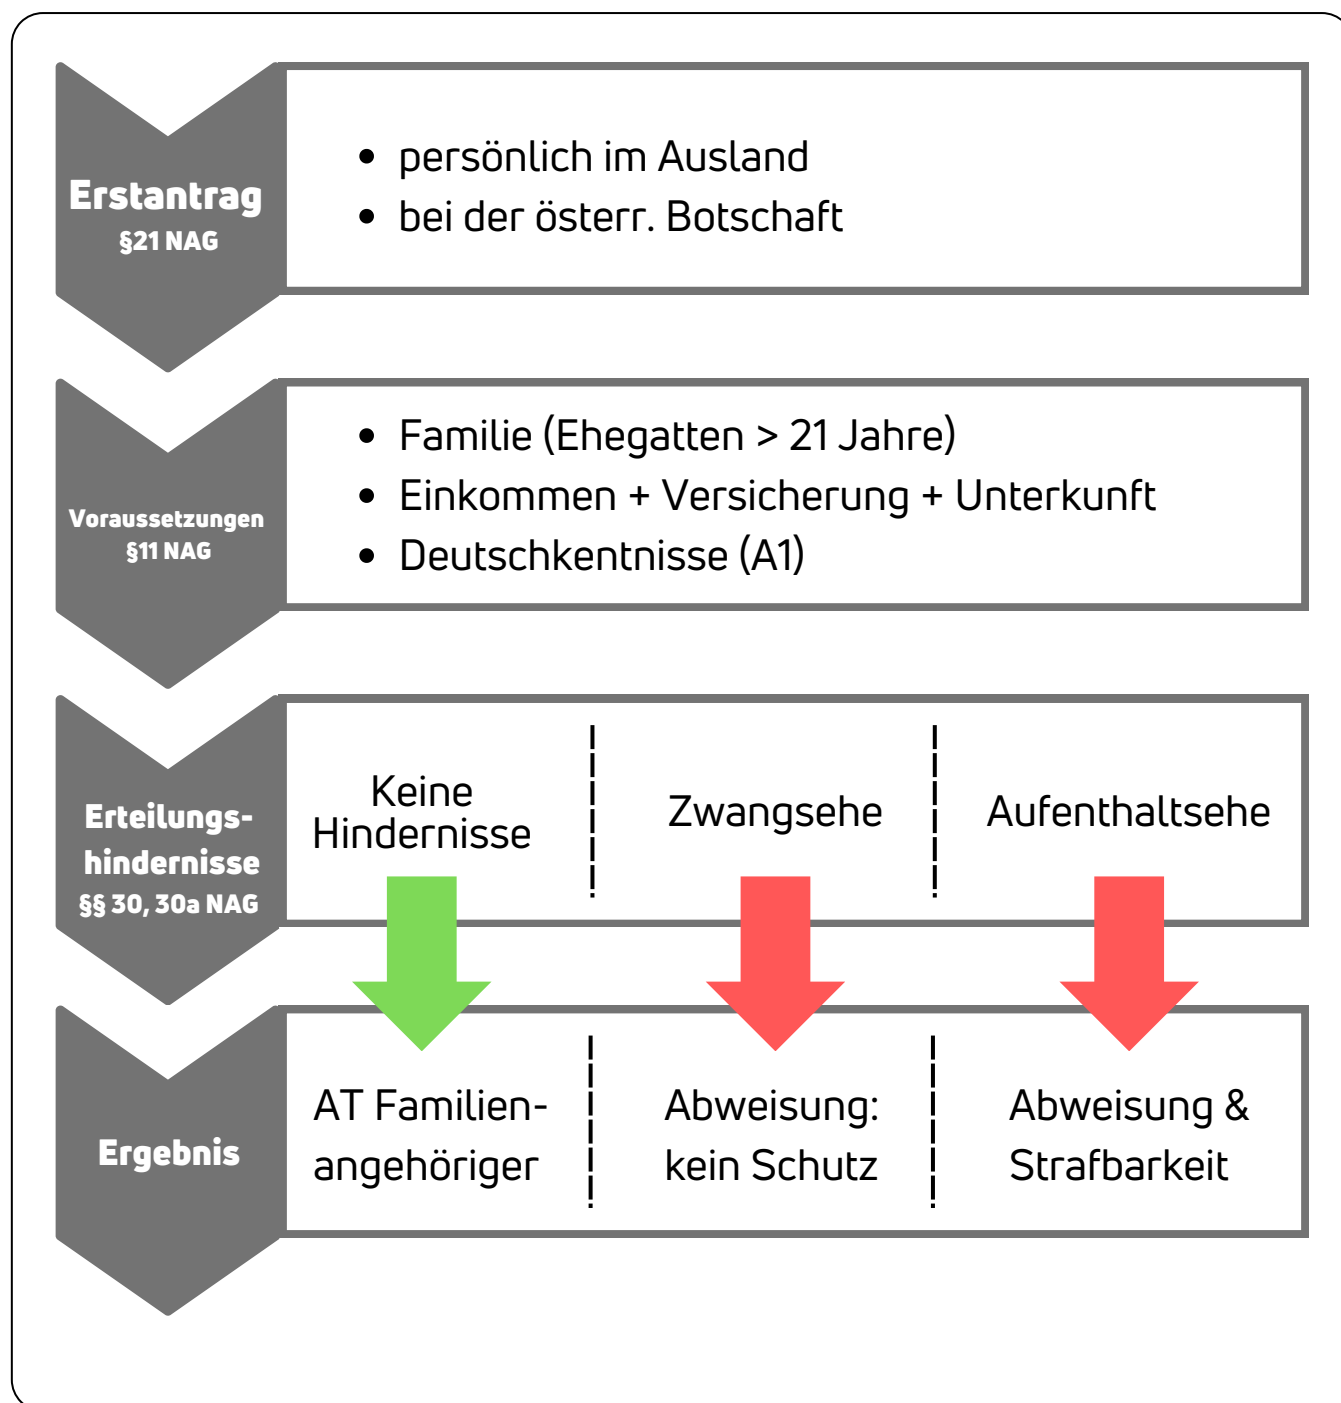 Erstantrag
§21 NAG
• persönlich im Ausland
• bei der österr. Botschaft
Voraussetzungen
§11 NAG
• Familie (Ehegatten > 21 Jahre)
• Einkommen + Versicherung + Unterkunft
• Deutschkentnisse (A1)
Erteilungs-
hindernisse
§§ 30, 30a NAG
Keine
Hindernisse
Zwangsehe
Aufenthaltsehe
Ergebnis
AT Familien-
angehöriger
Abweisung:
kein Schutz
Abweisung &
Strafbarkeit